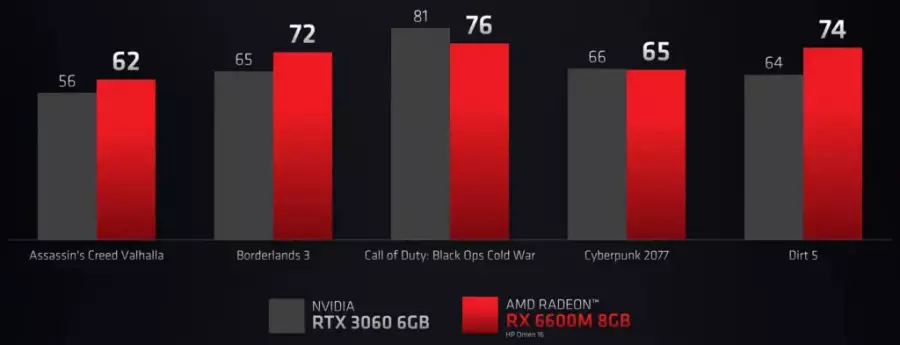 56
62
65
72
81
76
66
65
64
74
Assassin's Creed Valhalla
Borderlands 3
Call of Duty: Black Ops Cold War
Cyberpunk 2077
Dirt 5
NVIDIA
RTX 3060 6GB
AMD RADEON™
RX 6600M 8GB
HP Omen 16